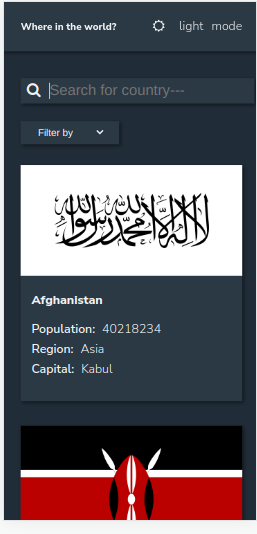 Where in the world?
light mode
Search for country---
Filter by
لا إله إلا الله محمد رسول الله
Afghanistan
Population: 40218234
Region: Asia
Capital: Kabul